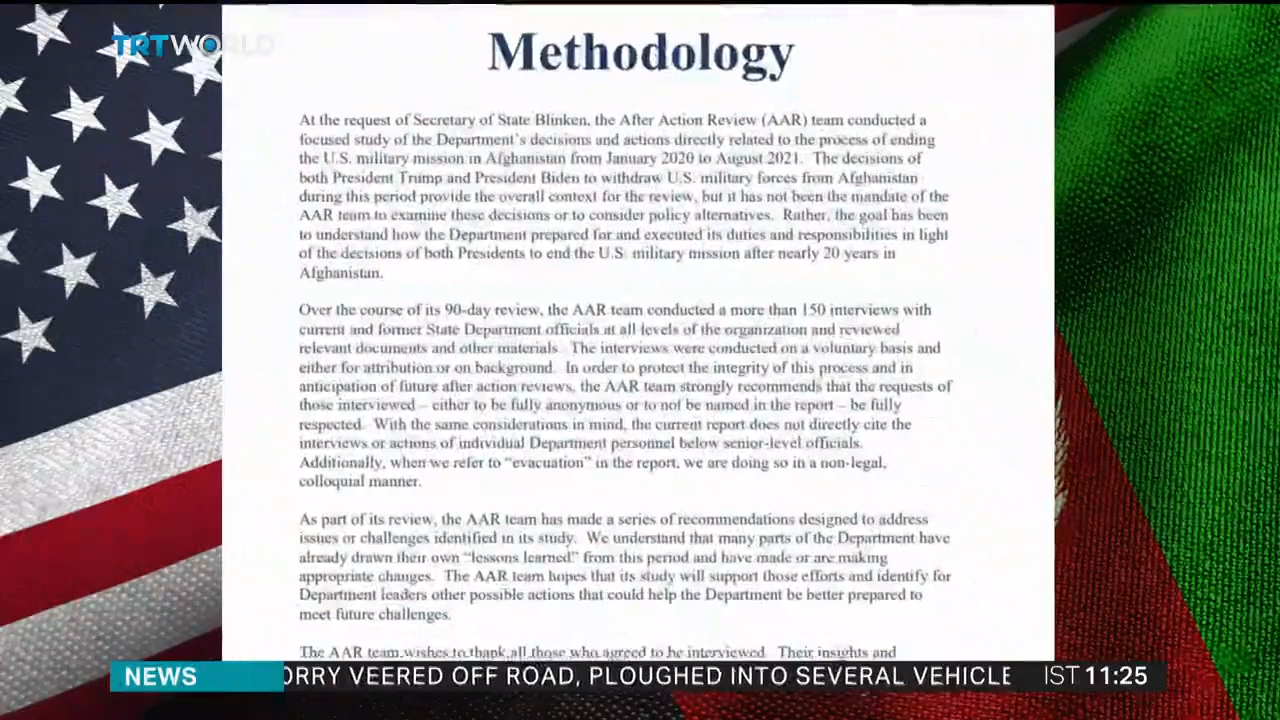 TRT WORLD
Methodology
At the request of Secretary of State Blinken, the After Action Review (AAR) team conducted a
focused study of the Department's decisions and actions directly related to the process of ending
the U.S. military mission in Afghanistan from January 2020 to August 2021. The decisions of
both President Trump and President Biden to withdraw U.S. military forces from Afghanistan
during this period provide the overall context for the review, but it has not been the mandate of the
AAR team to examine these decisions or to consider policy alternatives. Rather, the goal has been
to understand how the Department prepared for and executed its duties and responsibilities in light
of the decisions of both Presidents to end the U.S. military mission after nearly 20 years in
Afghanistan.
Over the course of its 90-day review, the AAR team conducted a more than 150 interviews with
current and former State Department officials at all levels of the organization and reviewed
relevant documents and other materials. The interviews were conducted on a voluntary basis and
either for attribution or on background. In order to protect the integrity of this process and in
anticipation of future after action reviews, the AAR team strongly recommends that the requests of
those interviewed – either to be fully anonymous or to not be named in the report – be fully
respected. With the same considerations in mind, the current report does not directly cite the
interviews or actions of individual Department personnel below senior-level officials.
Additionally, when we refer to “evacuation” in the report, we are doing so in a non-legal,
colloquial manner.
As part of its review, the AAR team has made a series of recommendations designed to address
issues or challenges identified in its study. We understand that many parts of the Department have
already drawn their own “lessons learned” from this period and have made or are making
appropriate changes. The AAR team hopes that its study will support those efforts and identify for
Department leaders other possible actions that could help the Department be better prepared to
meet future challenges.
The AAR team wishes to thank all those who agreed to be interviewed. Their insights and
NEWS ORRY VEERED OFF ROAD, PLOUGHED INTO SEVERAL VEHICLE IST 11:25